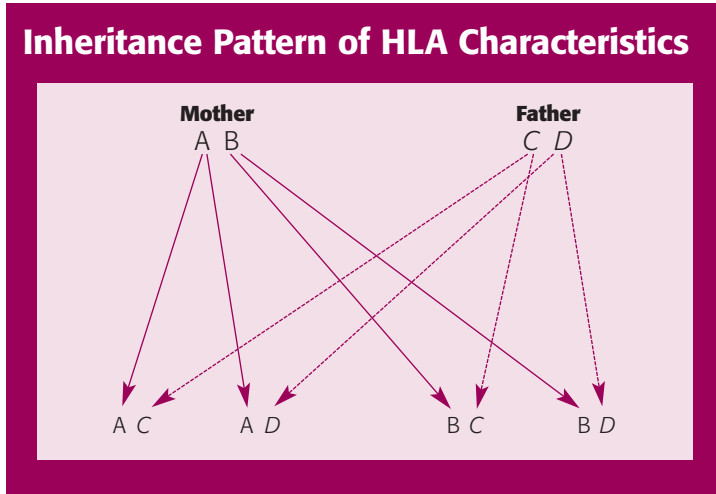 Inheritance Pattern of HLA Characteristics
Mother Father
A B C D
A C A D B C B D